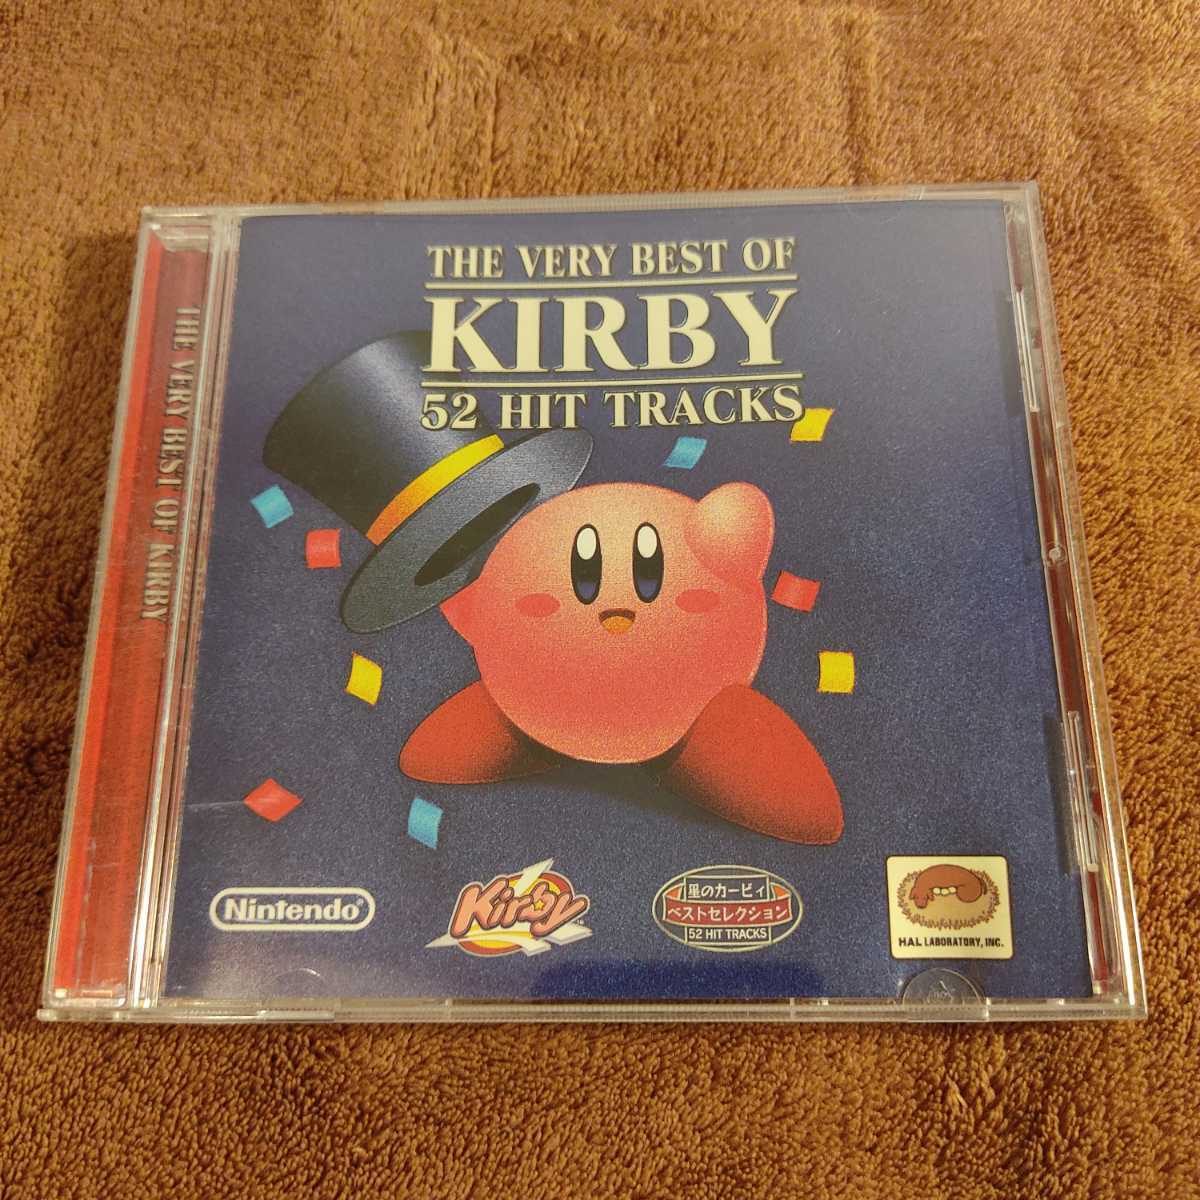 THE VERY BEST OF
KIRBY
52 HIT TRACKS
THE VERY BEST OF KIRBY
Nintendo
Kirby
星のカービィ
ベストセレクション
52 HIT TRACKS
HAL LABORATORY, INC.